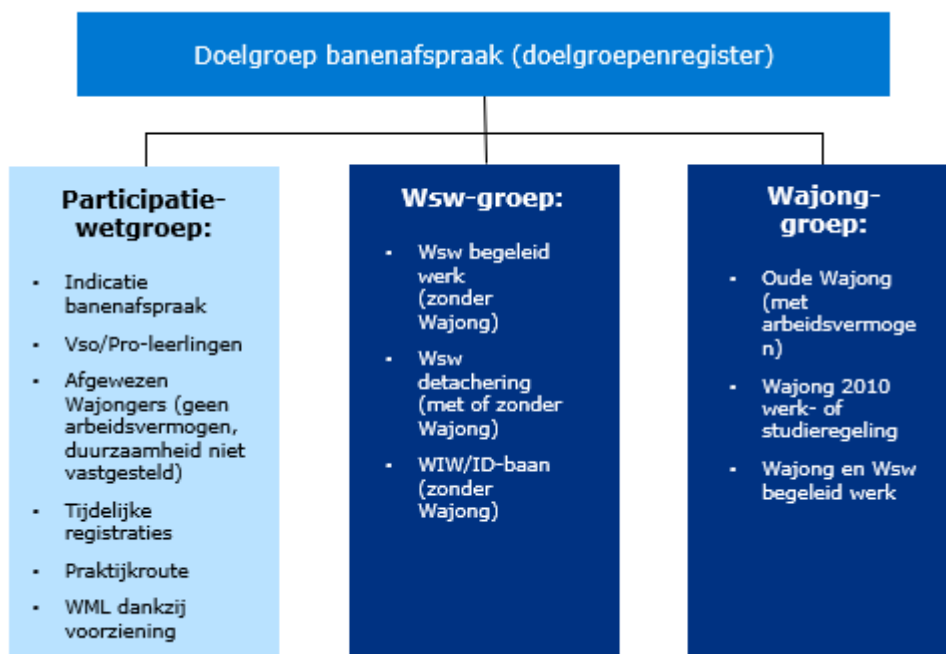 Doelgroep banenafspraak (doelgroepenregister)
Participatie-
wetgroep:
▪ Indicatie
banenafspraak
▪ Vso/Pro-leerlingen
▪ Afgewezen
Wajongers (geen
arbeidsvermogen,
duurzaamheid niet
vastgesteld)
▪ Tijdelijke
registraties
▪ Praktijkroute
▪ WML dankzij
voorziening
Wsw-groep:
▪ Wsw begeleid
werk
(zonder
Wajong)
▪ Wsw
detachering
(met of zonder
Wajong)
▪ WIW/ID-baan
(zonder
Wajong)
Wajong-
groep:
▪ Oude Wajong
(met
arbeidsvermoge
n)
▪ Wajong 2010
werk- of
studieregeling
▪ Wajong en Wsw
begeleid werk